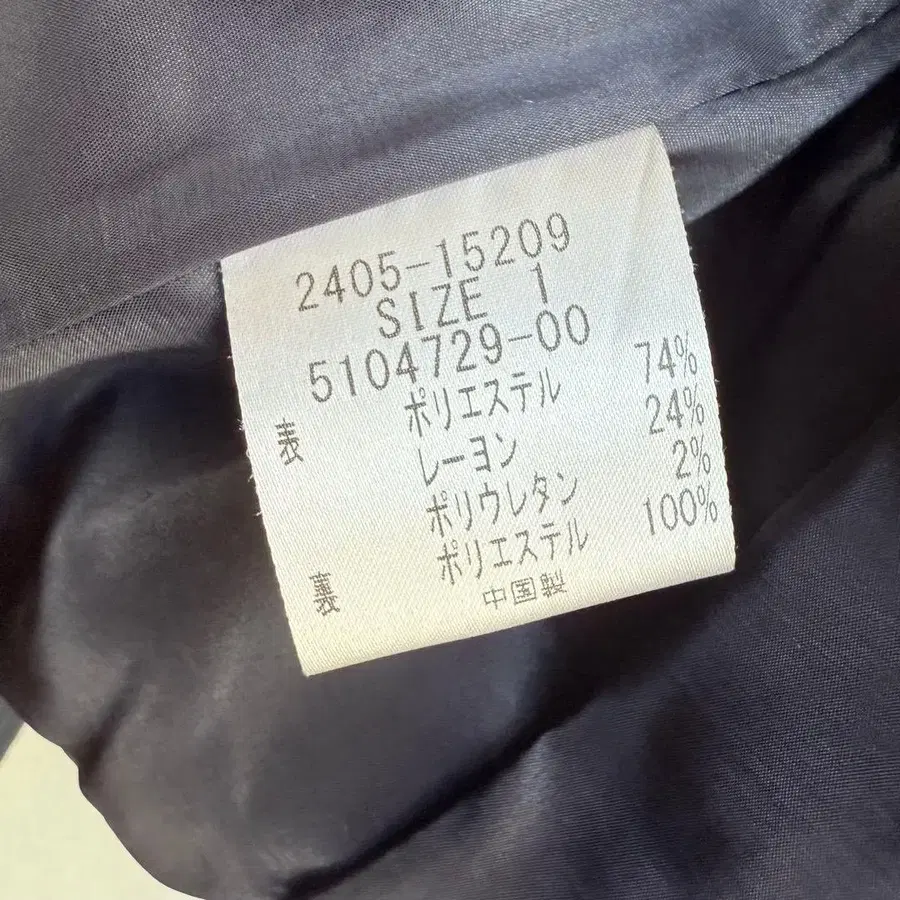 2405-15209
SIZE 1
5104729-00
表 ポリエステル 74%
レーヨン 24%
ポリウレタン 2%
裏 ポリエステル 100%
中国製